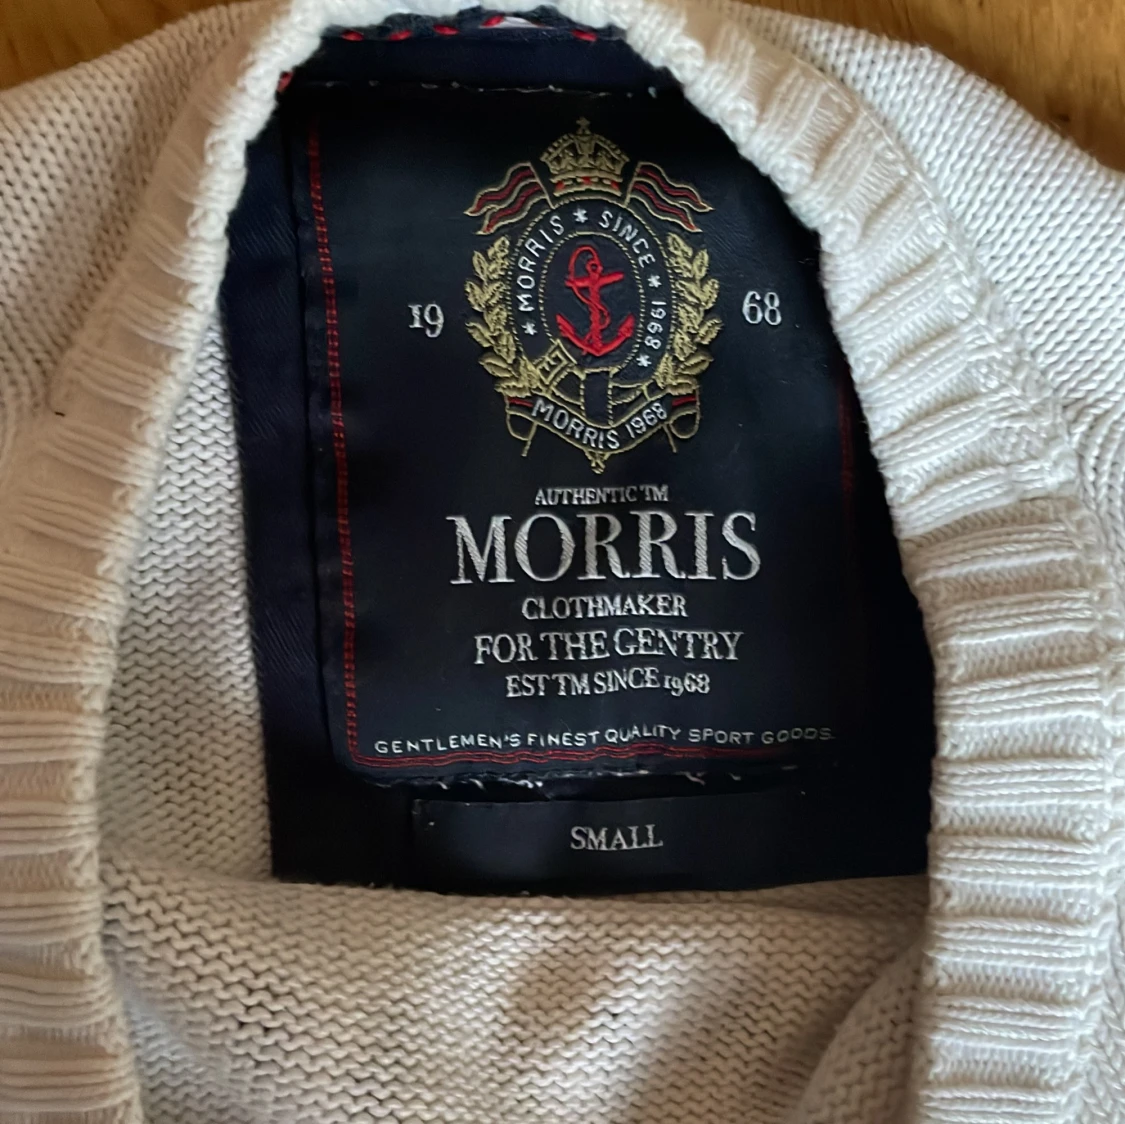 * MORRIS * SINCE * 1968 *
19 68
MORRIS 1968
AUTHENTIC TM
MORRIS
CLOTHMAKER
FOR THE GENTRY
EST TM SINCE 1968
GENTLEMEN'S FINEST QUALITY SPORT GOODS.
SMALL